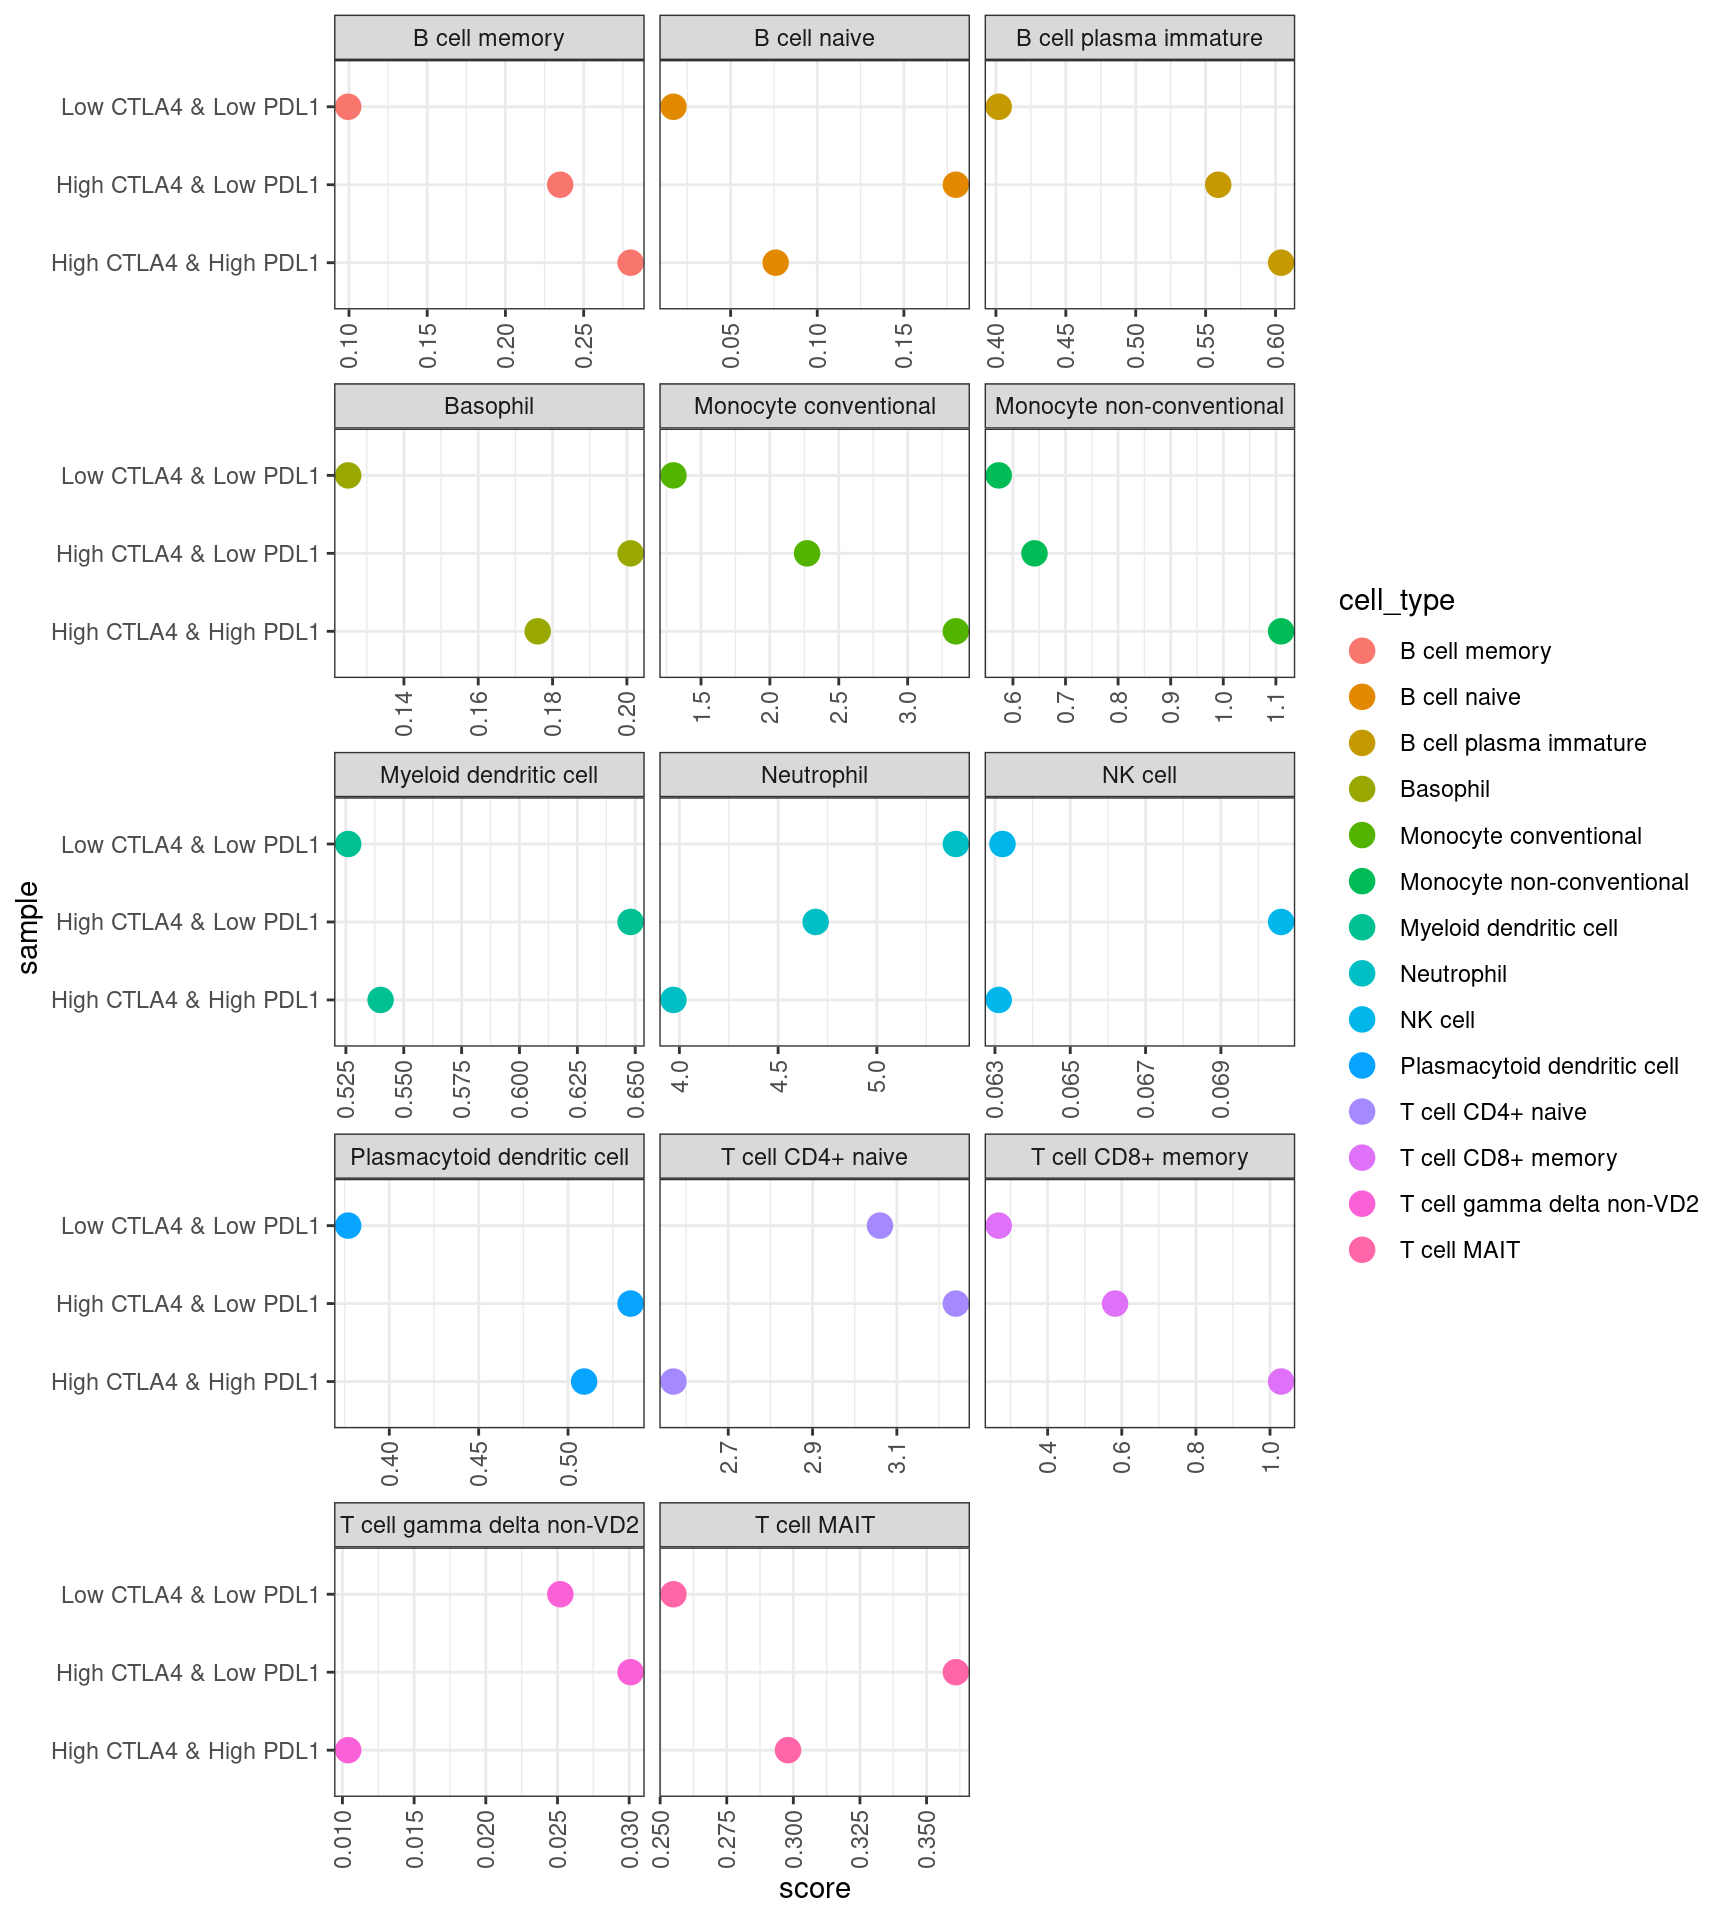 B cell memory
B cell naive
B cell plasma immature
Low CTLA4 & Low PDL1
High CTLA4 & Low PDL1
High CTLA4 & High PDL1
0.10 0.15 0.20 0.25
0.05 0.10 0.15
0.40 0.45 0.50 0.55 0.60
Basophil
Monocyte conventional
Monocyte non-conventional
Low CTLA4 & Low PDL1
High CTLA4 & Low PDL1
High CTLA4 & High PDL1
0.14 0.16 0.18 0.20
1.5 2.0 2.5 3.0
0.6 0.7 0.8 0.9 1.0 1.1
Myeloid dendritic cell
Neutrophil
NK cell
Low CTLA4 & Low PDL1
High CTLA4 & Low PDL1
High CTLA4 & High PDL1
0.525 0.550 0.575 0.600 0.625 0.650
4.0 4.5 5.0
0.063 0.065 0.067 0.069
Plasmacytoid dendritic cell
T cell CD4+ naive
T cell CD8+ memory
Low CTLA4 & Low PDL1
High CTLA4 & Low PDL1
High CTLA4 & High PDL1
0.40 0.45 0.50
2.7 2.9 3.1
0.4 0.6 0.8 1.0
T cell gamma delta non-VD2
T cell MAIT
Low CTLA4 & Low PDL1
High CTLA4 & Low PDL1
High CTLA4 & High PDL1
0.010 0.015 0.020 0.025 0.030
0.250 0.275 0.300 0.325 0.350
score
sample
cell_type
B cell memory
B cell naive
B cell plasma immature
Basophil
Monocyte conventional
Monocyte non-conventional
Myeloid dendritic cell
Neutrophil
NK cell
Plasmacytoid dendritic cell
T cell CD4+ naive
T cell CD8+ memory
T cell gamma delta non-VD2
T cell MAIT